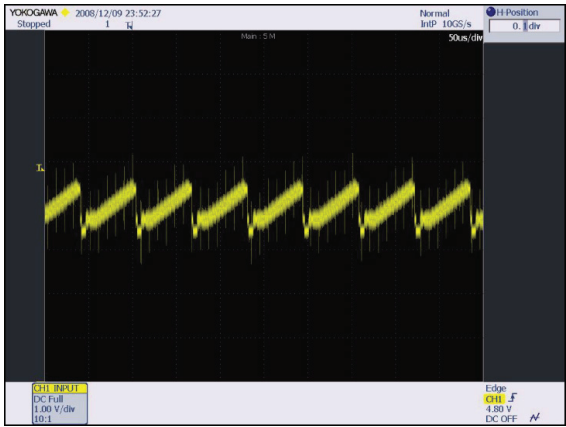 YOKOGAWA 2008/12/09 23:52:27
Stopped 1
Normal
IntP 10GS/s
H-Position
0. 1 div
Main : 5 M
50us/div
T
CH1 INPUT
DC Full
1.00 V/div
10:1
Edge
CH1
4.80 V
DC OFF